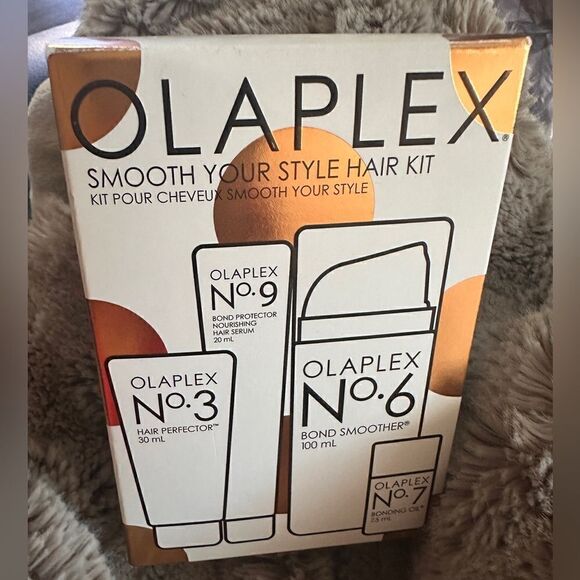 OLAPLEX®
SMOOTH YOUR STYLE HAIR KIT
KIT POUR CHEVEUX SMOOTH YOUR STYLE
OLAPLEX
No.9
BOND PROTECTOR
NOURISHING
HAIR SERUM
20 mL
OLAPLEX
No.3
HAIR PERFECTOR™
30 mL
OLAPLEX
No.6
BOND SMOOTHER®
100 mL
OLAPLEX
No.7
BONDING OIL®